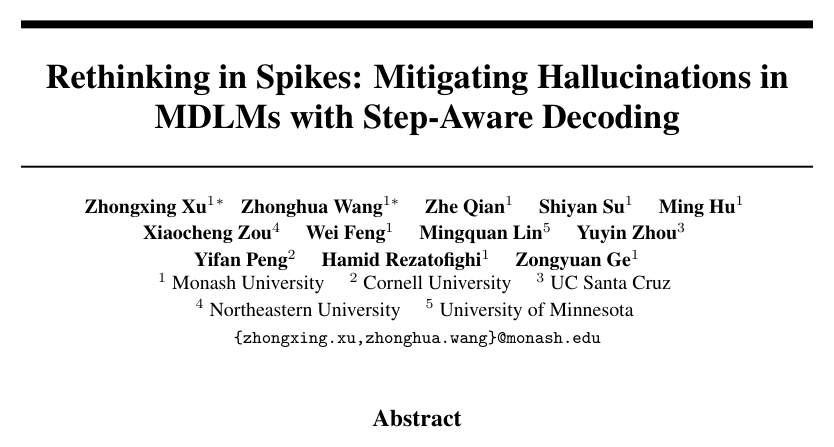 Rethinking in Spikes: Mitigating Hallucinations in
MDLMs with Step-Aware Decoding
Zhongxing Xu1* Zhonghua Wang1* Zhe Qian1 Shiyan Su1 Ming Hu1
Xiaocheng Zou4 Wei Feng1 Mingquan Lin5 Yuyin Zhou3
Yifan Peng2 Hamid Rezatofighi1 Zongyuan Ge1
1 Monash University 2 Cornell University 3 UC Santa Cruz
4 Northeastern University 5 University of Minnesota
{zhongxing.xu,zhonghua.wang}@monash.edu
Abstract